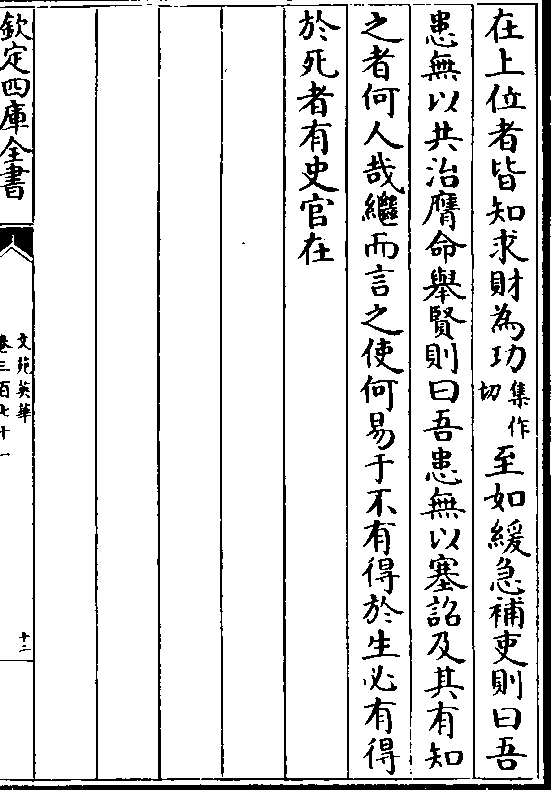 在上位者皆知求財為功集作切至如緩急補吏則曰吾
患無以共治膺命舉賢則曰吾患無以塞詔及其有知
之者何人哉繼而言之使何易于不有得於生必有得
於死者有史官在
欽定四庫全書
文苑英華
卷三百七十一
十二